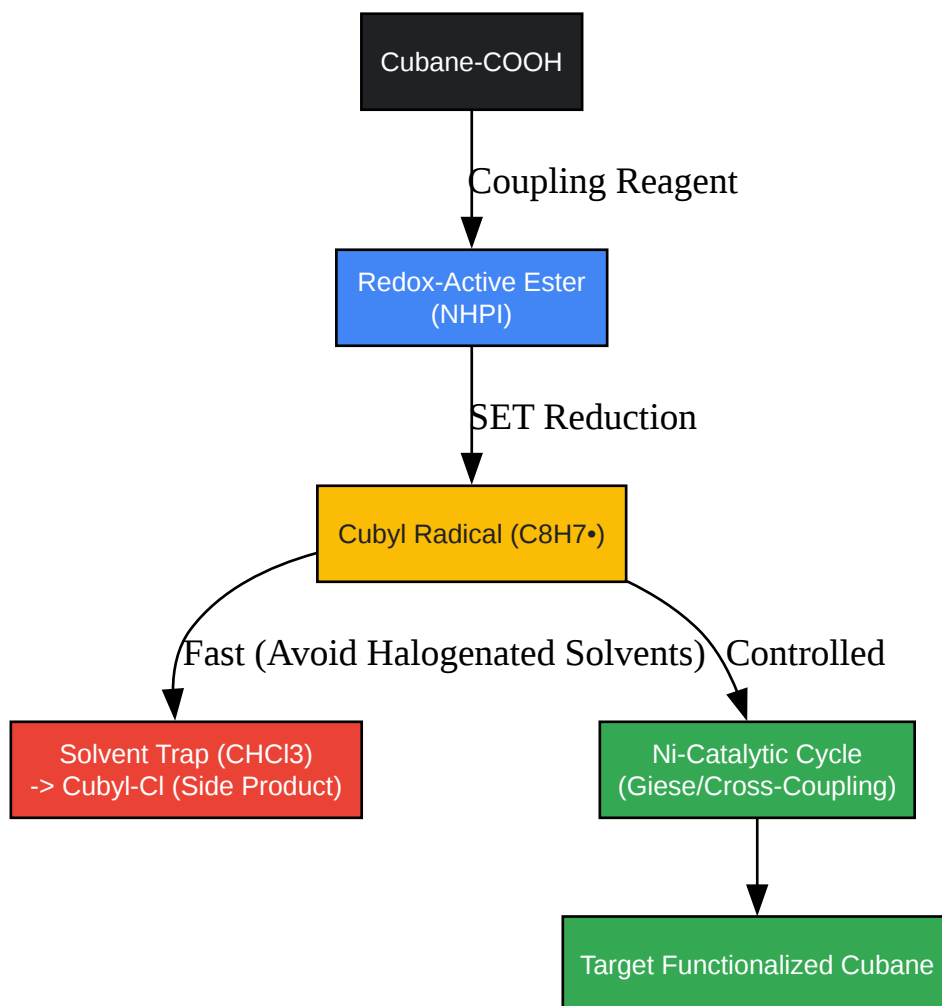 Cubane-COOH
Coupling Reagent
Redox-Active Ester
(NHPI)
SET Reduction
Cubyl Radical (C8H7•)
Fast (Avoid Halogenated Solvents)
Controlled
Solvent Trap (CHCl3)
-> Cubyl-Cl (Side Product)
Ni-Catalytic Cycle
(Giese/Cross-Coupling)
Target Functionalized Cubane